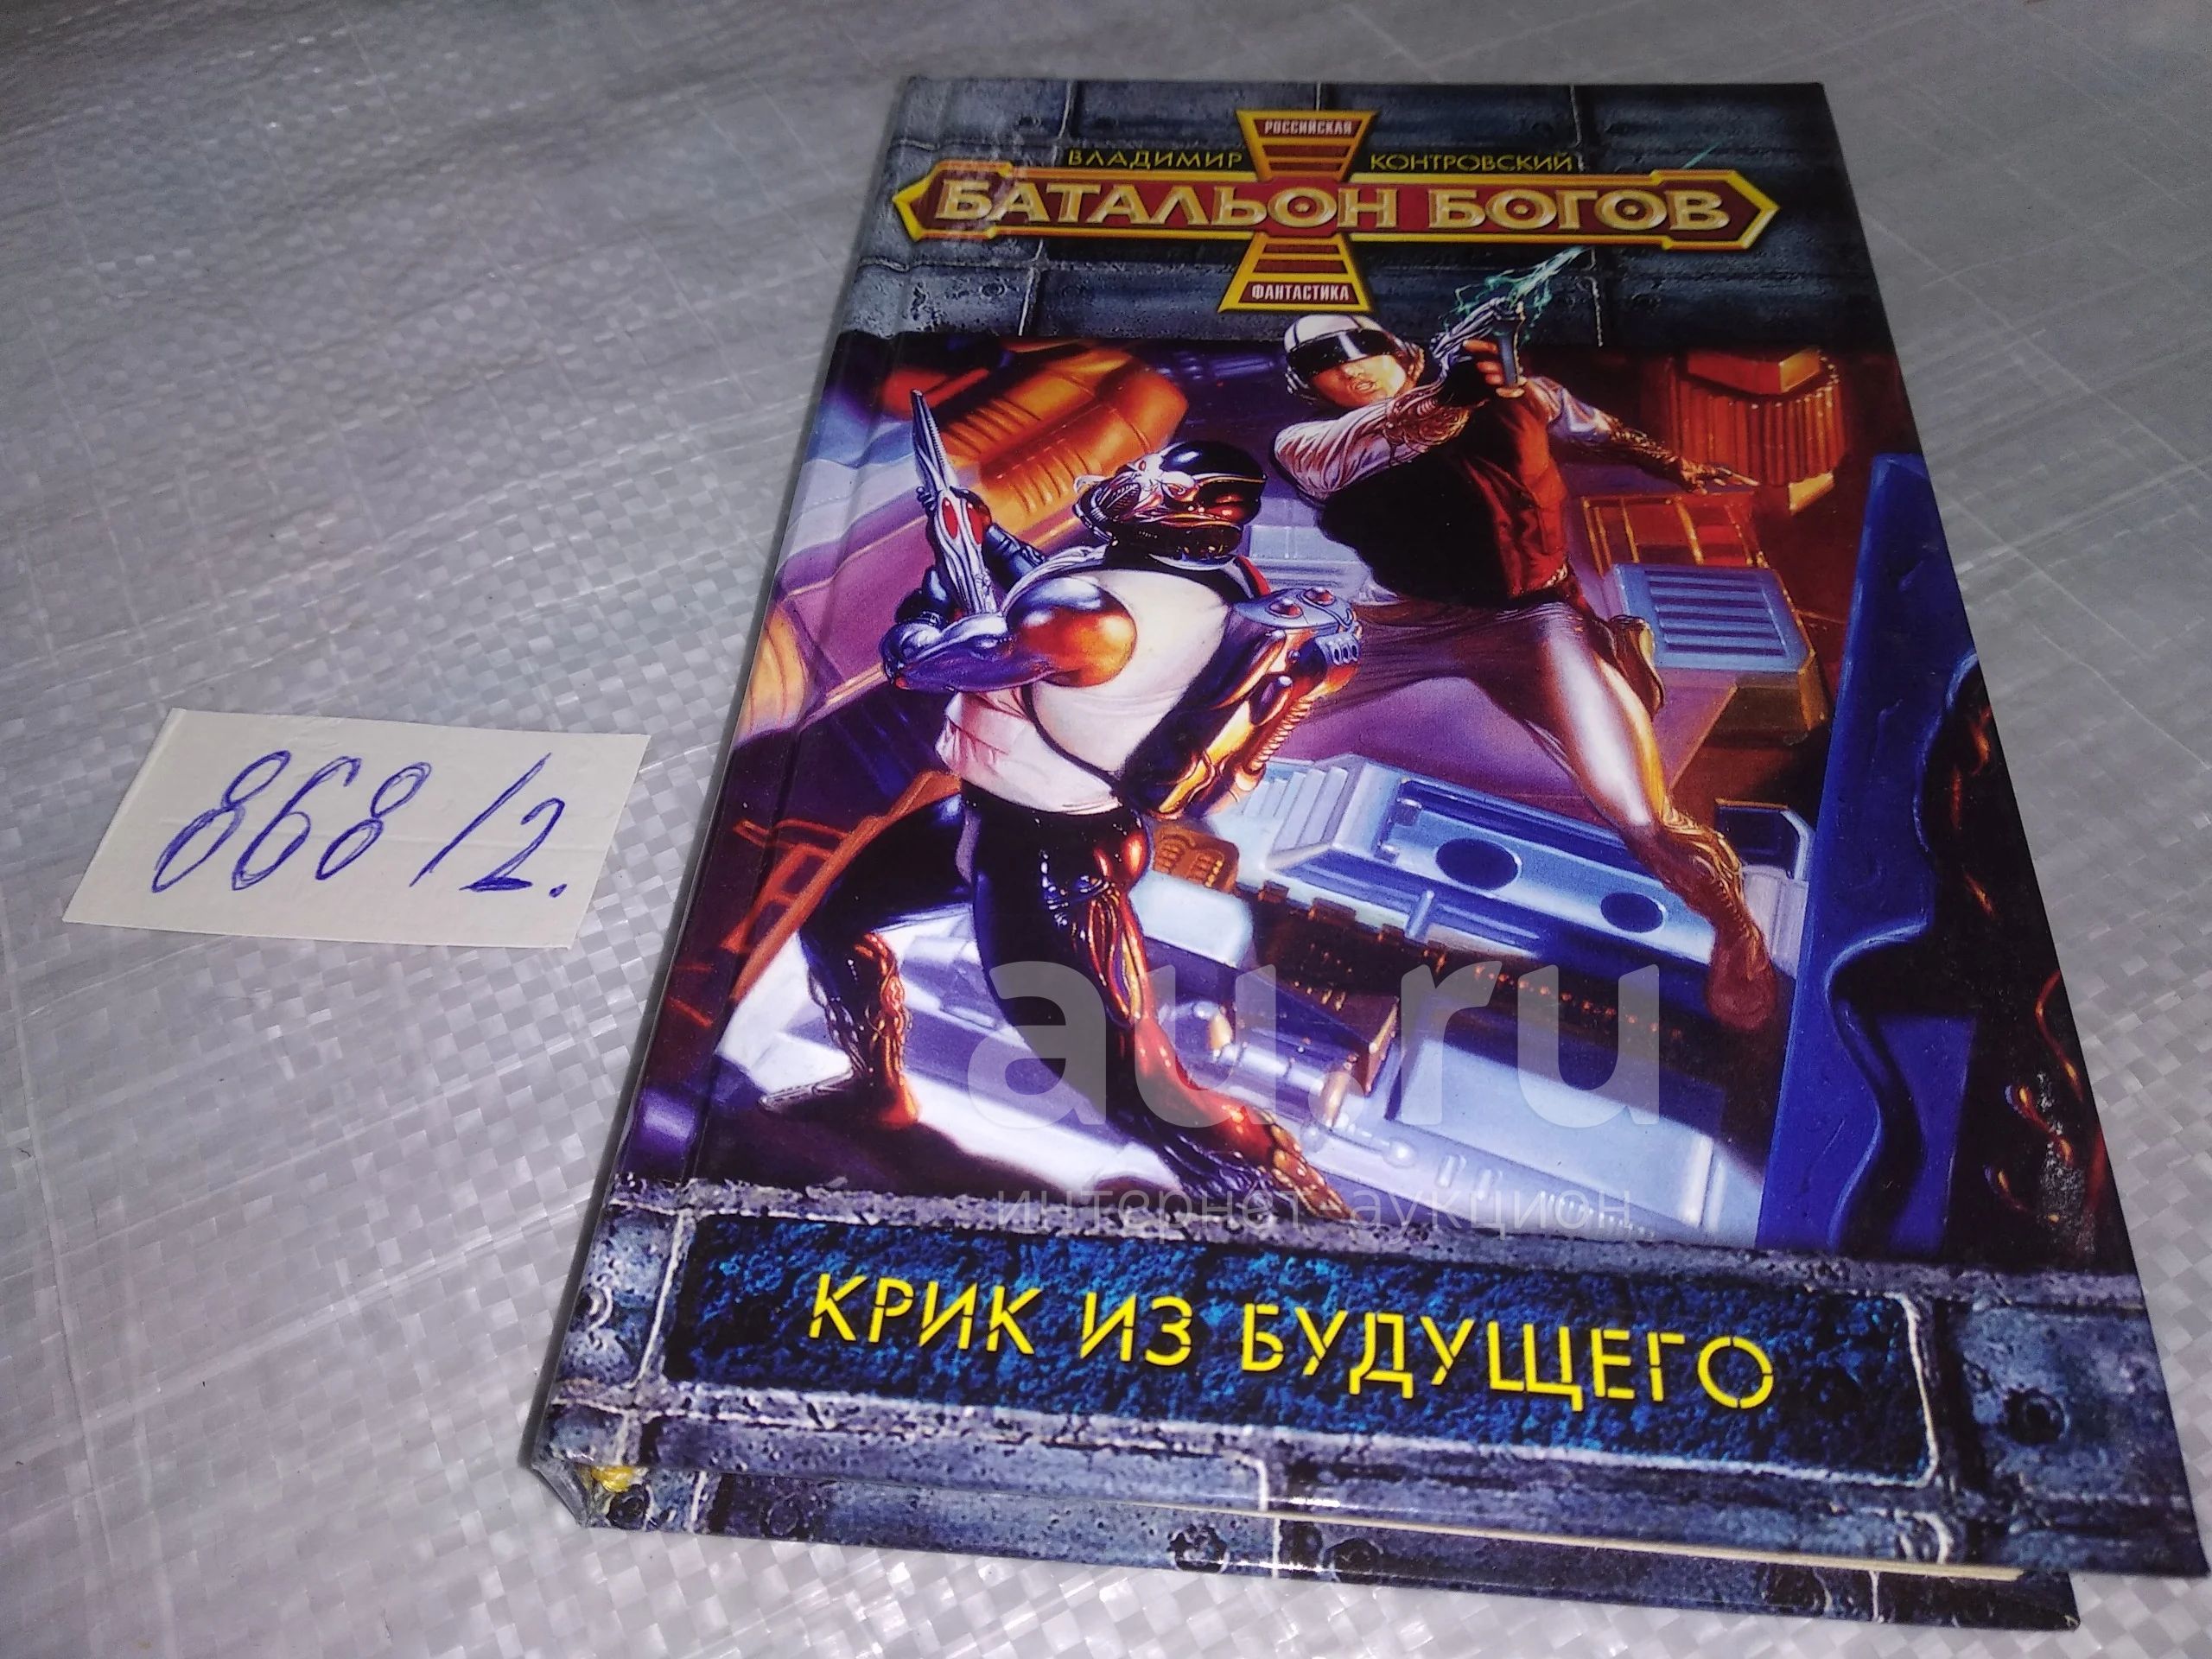 РОССИЙСКАЯ
ВЛАДИМИР КОНТРОВСКИЙ
БАТАЛЬОН БОГОВ
ФАНТАСТИКА
868/2.
au.ru
интернет-аукцион
КРИК ИЗ БУДУЩЕГО